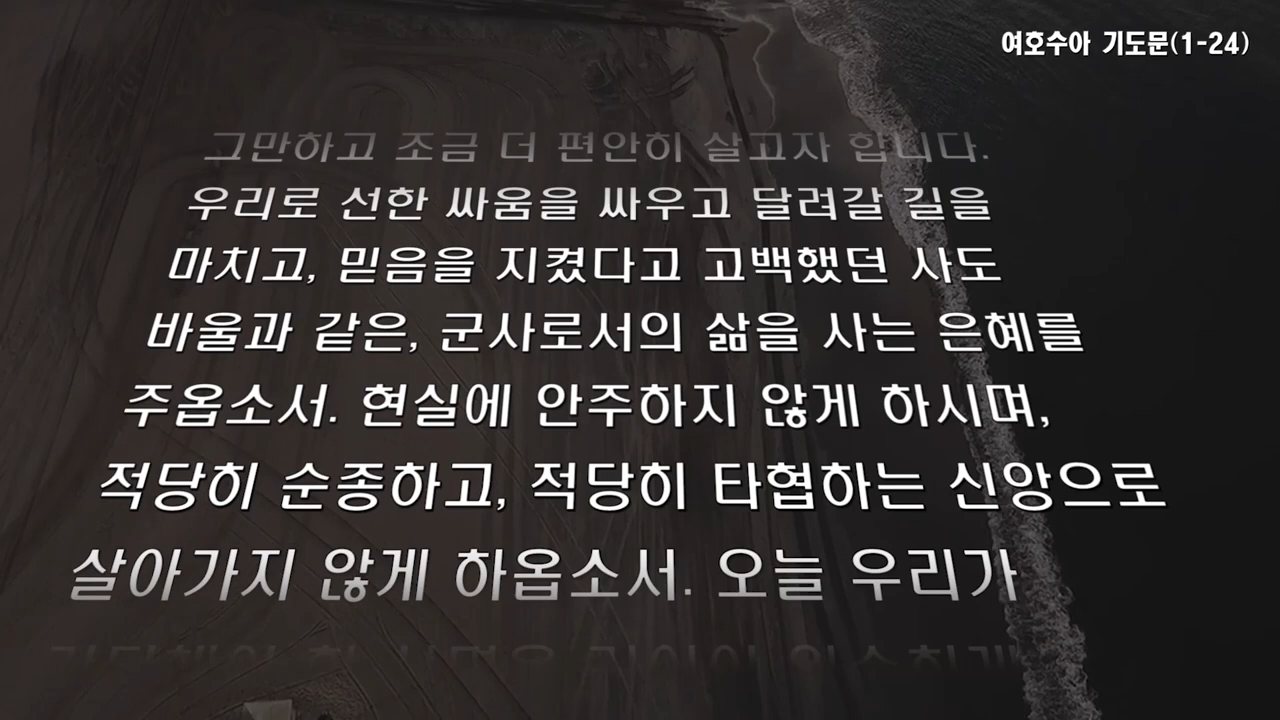 여호수아 기도문(1-24)
그만하고 조금 더 편안히 살고자 합니다.
우리로 선한 싸움을 싸우고 달려갈 길을
마치고, 믿음을 지켰다고 고백했던 사도
바울과 같은, 군사로서의 삶을 사는 은혜를
주옵소서. 현실에 안주하지 않게 하시며,
적당히 순종하고, 적당히 타협하는 신앙으로
살아가지 않게 하옵소서. 오늘 우리가